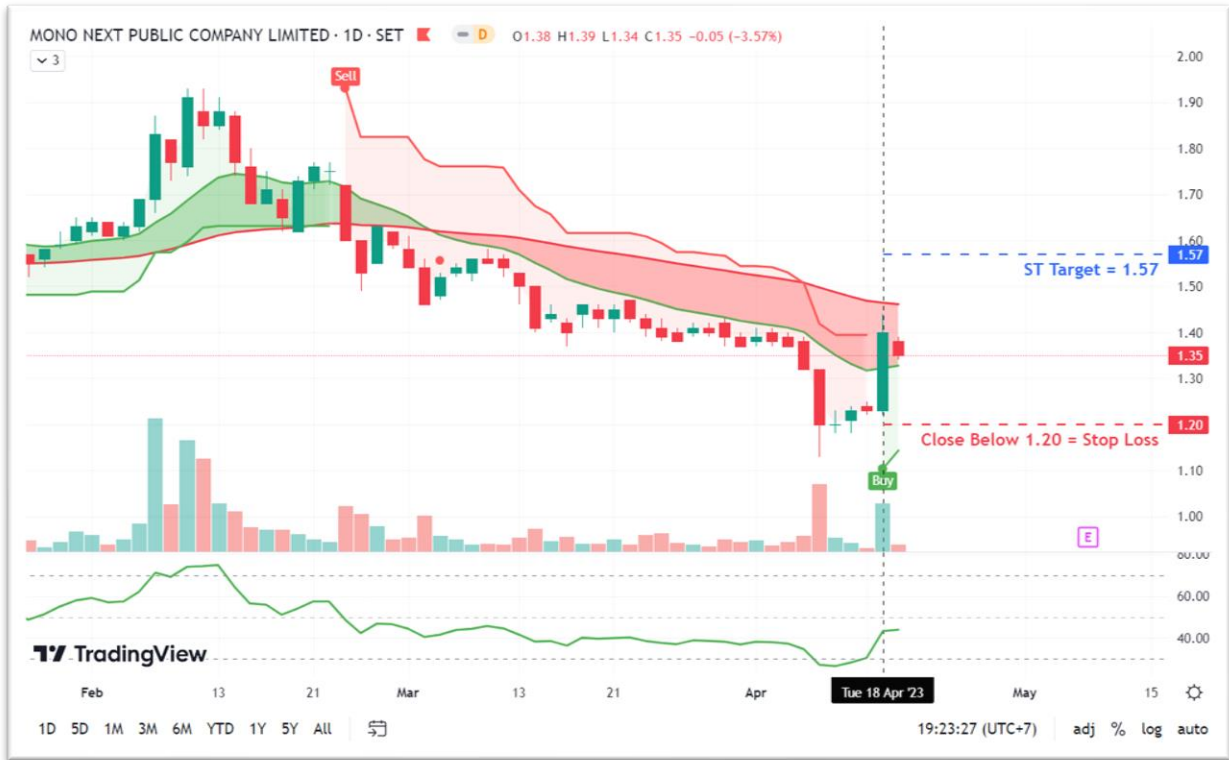 MONO NEXT PUBLIC COMPANY LIMITED · 1D · SET D O1.38 H1.39 L1.34 C1.35 −0.05 (−3.57%)
3
2.00
Sell
1.90
1.80
1.70
1.60
1.57
ST Target = 1.57
1.50
1.40
1.35
1.30
1.20
Close Below 1.20 = Stop Loss
1.10
Buy
1.00
E
80.00
60.00
40.00
TradingView
Feb 13 21 Mar 13 21 Apr Tue 18 Apr '23 May 15
1D 5D 1M 3M 6M YTD 1Y 5Y All 19:23:27 (UTC+7) adj % log auto